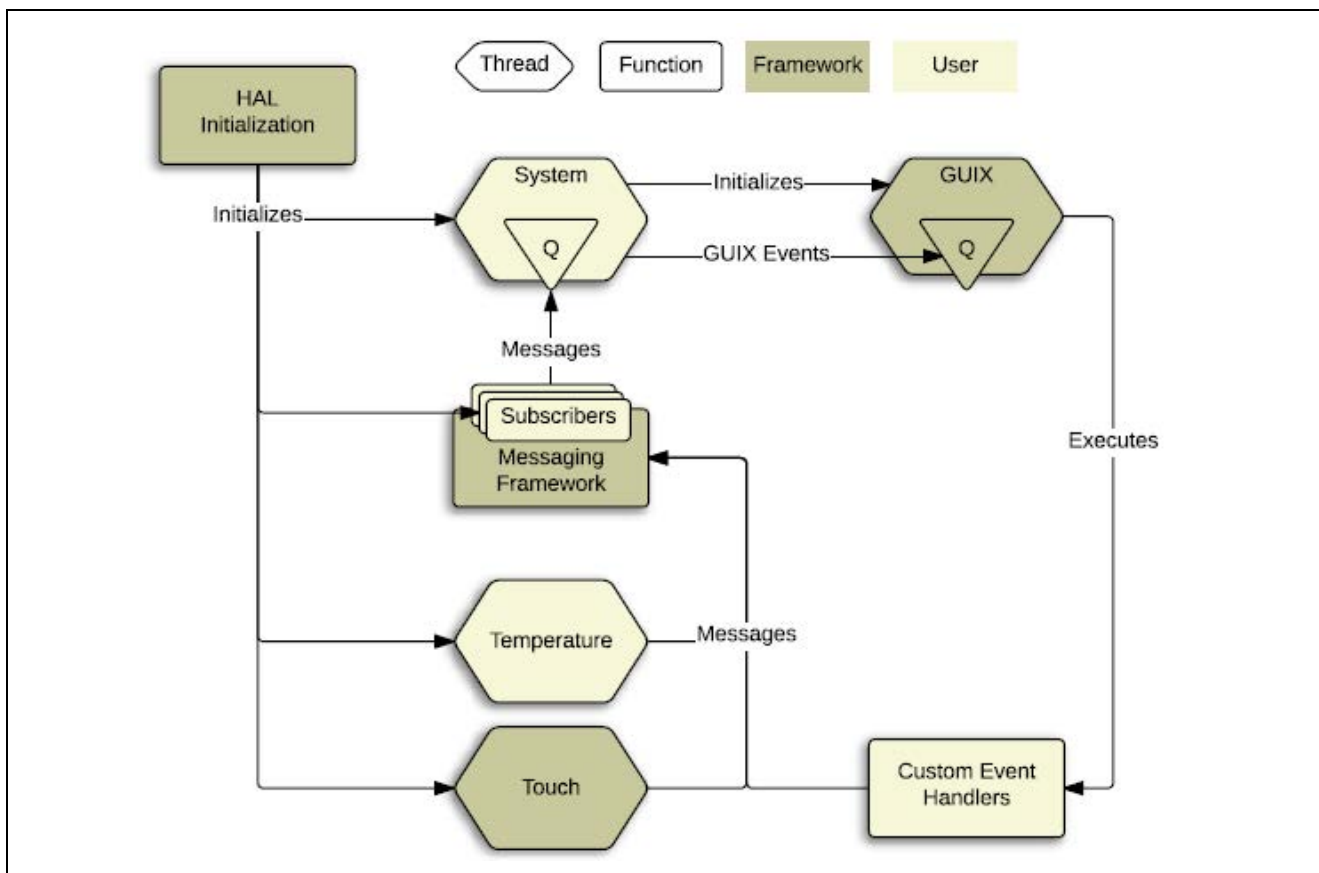 Thread
Function
Framework
User
HAL
Initialization
System
Initializes
GUIX
Initializes
Q
GUIX Events
Q
Messages
Subscribers
Messaging
Framework
Executes
Temperature
Messages
Touch
Custom Event
Handlers